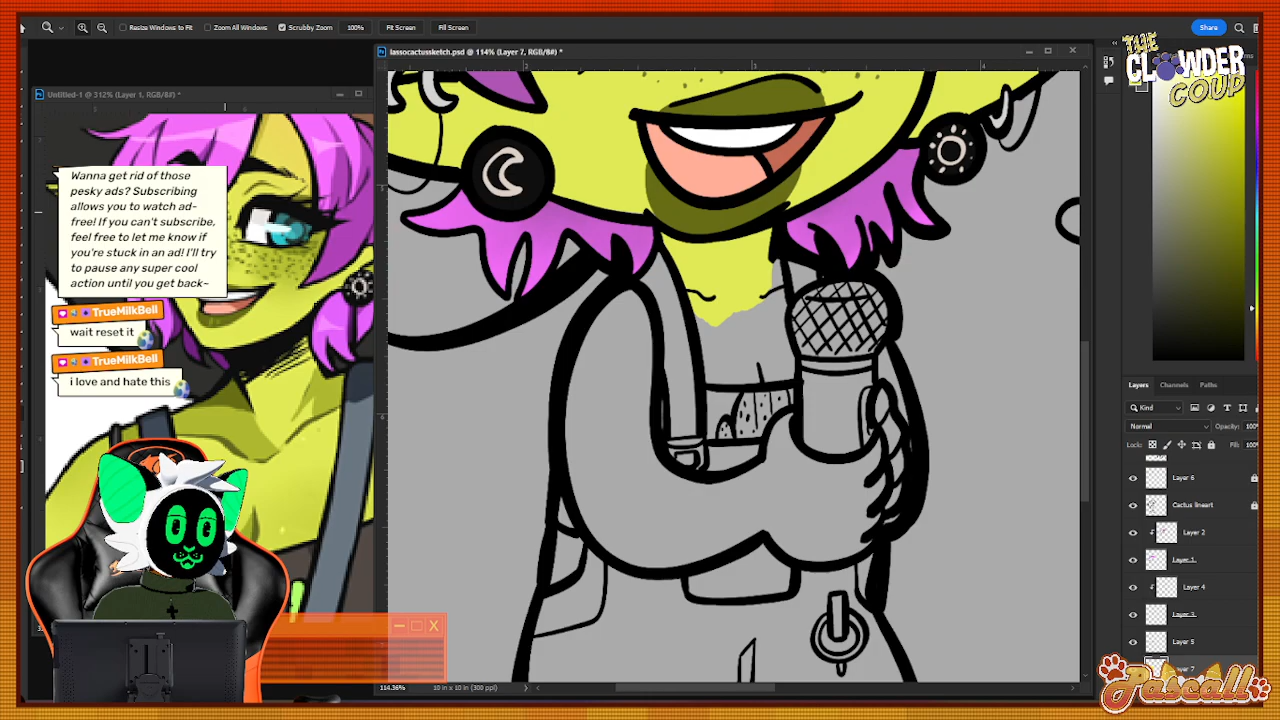 Resize Windows to Fit
Zoom All Windows
Scrubby Zoom
100%
Fit Screen
Fill Screen
Share
THE CLOWDER COUP
lassocactussketch.psd @ 114% (Layer 7, RGB/8#) *
Untitled-1 @ 312% (Layer 1, RGB/8#) *
3
3
4
Wanna get rid of those
pesky ads? Subscribing
allows you to watch ad-
free! If you can't subscribe,
feel free to let me know if
you're stuck in an ad! I'll try
to pause any super cool
action until you get back~
TrueMilkBell
wait reset it
TrueMilkBell
i love and hate this
Layers
Channels
Paths
Kind
Normal
Opacity: 100
Lock:
Fill: 100
Layer 6
Cactus lineart
Layer 2
Layer 1
Layer 4
Layer 3
Layer 5
114.36%
10 in x 10 in (300 ppi)
Pascall